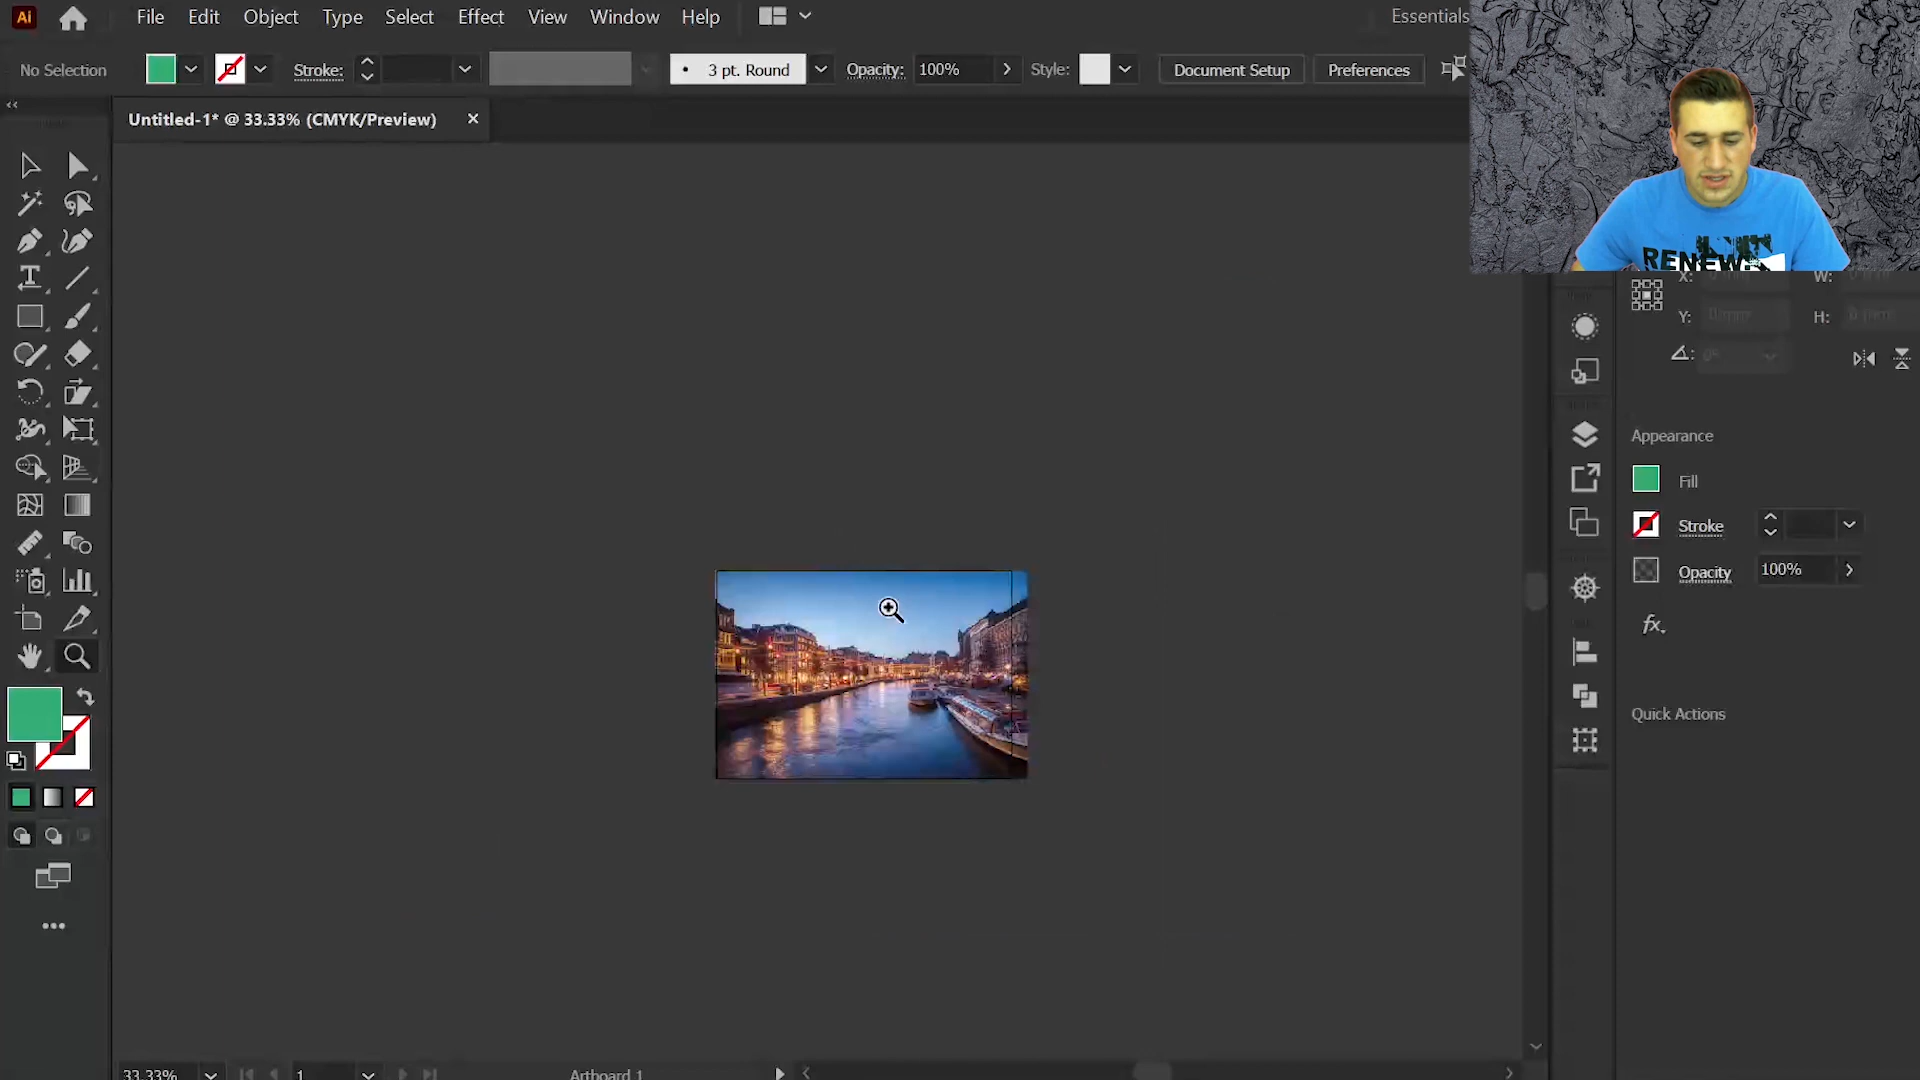 Ai File Edit Object Type Select Effect View Window Help Essentials
No Selection Stroke: 3 pt. Round Opacity: 100% Style: Document Setup Preferences
Untitled-1* @ 33.33% (CMYK/Preview)
RENEW
X: W:
Y: H:
Appearance
Fill
Stroke
Opacity 100%
fx.
Quick Actions
33.33% 1 Artboard 1